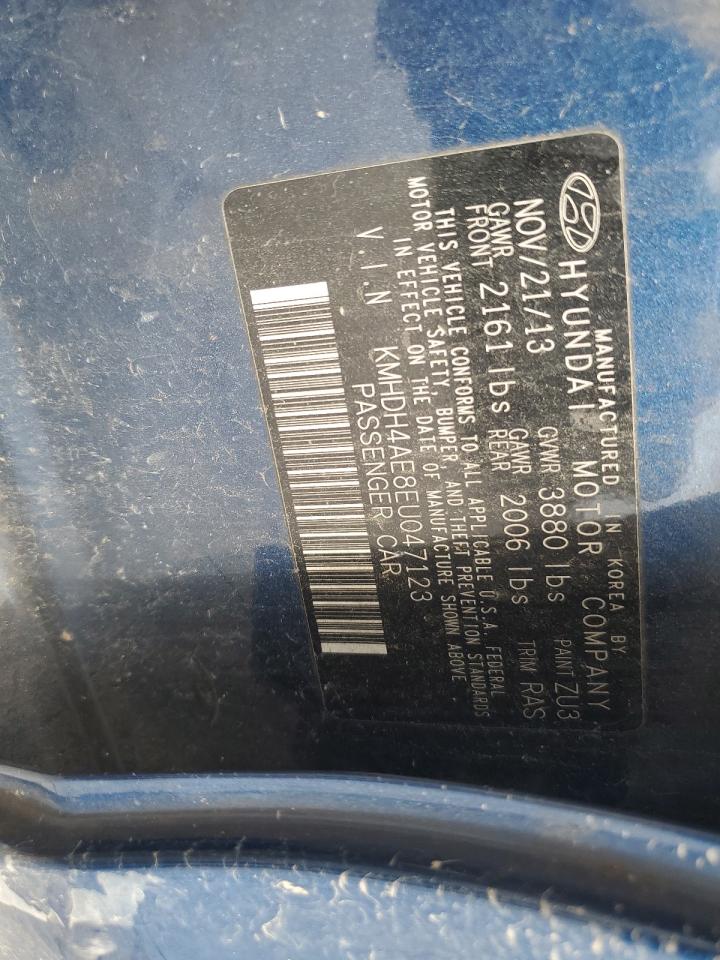 MANUFACTURED IN KOREA BY
HYUNDAI MOTOR COMPANY
NOV/21/13 GVWR 3880 lbs PAINT ZU3
GAWR FRONT 2161 lbs GAWR REAR 2006 lbs TRIM RAS
THIS VEHICLE CONFORMS TO ALL APPLICABLE U.S.A. FEDERAL
MOTOR VEHICLE SAFETY, BUMPER, AND THEFT PREVENTION STANDARDS
IN EFFECT ON THE DATE OF MANUFACTURE SHOWN ABOVE.
V.I.N KMHDH4AE8EU047123
PASSENGER CAR